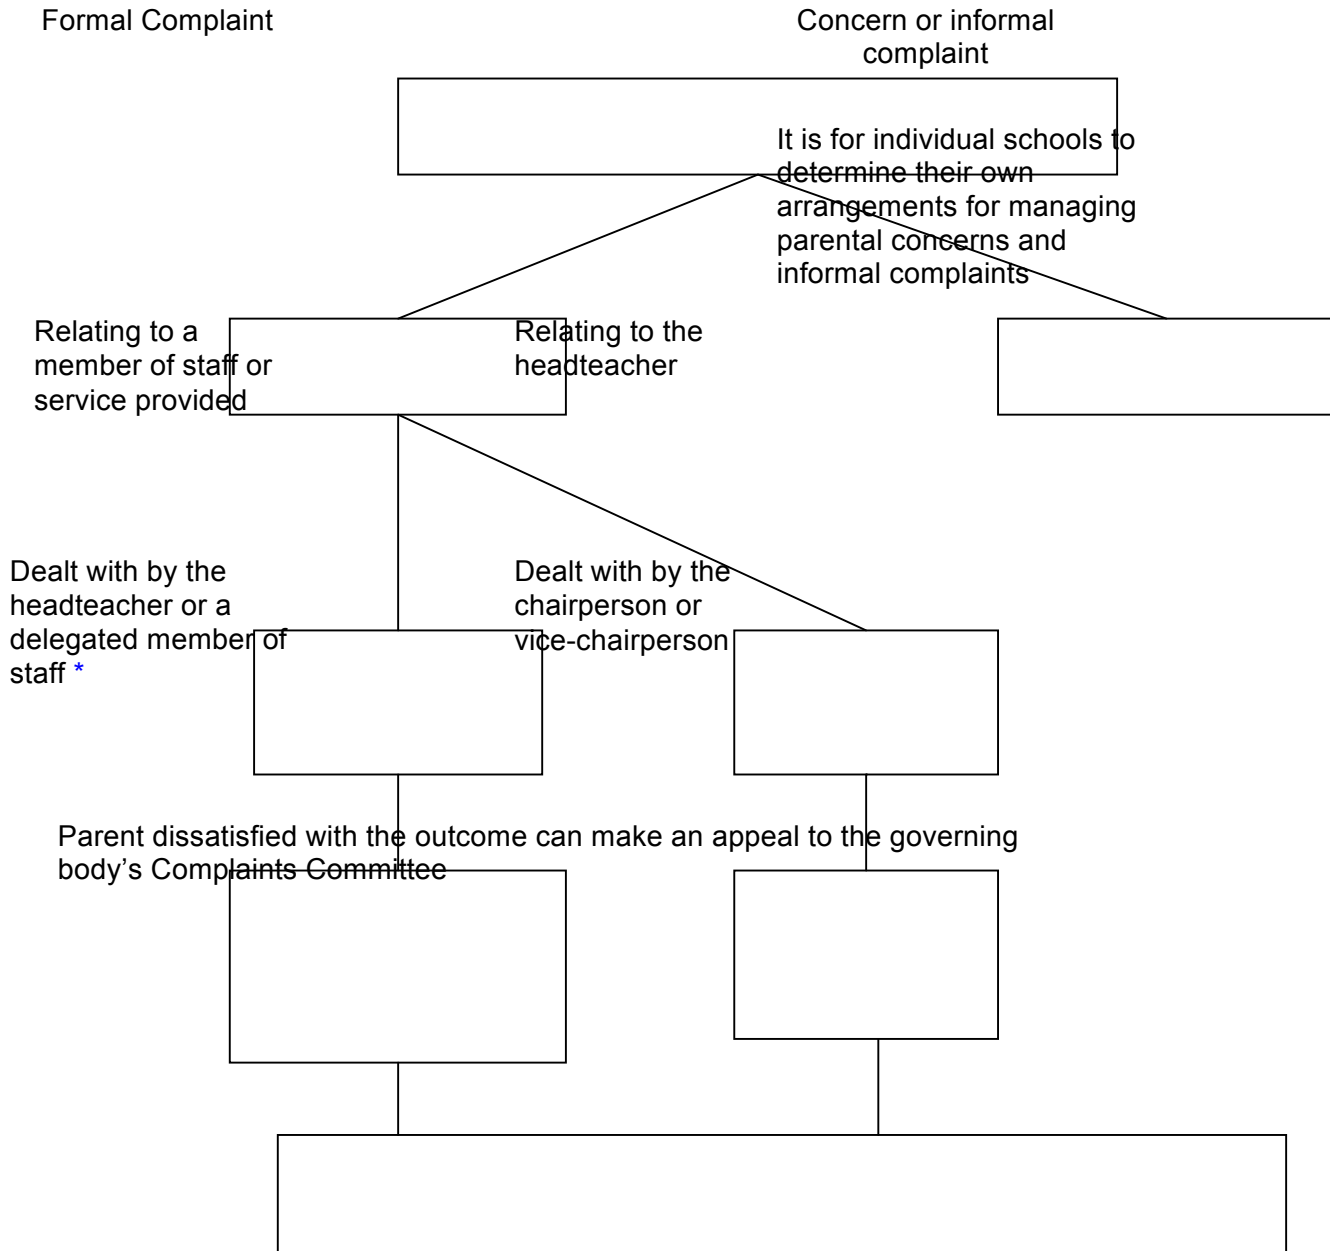 Formal Complaint
Concern or informal
complaint
It is for individual schools to
determine their own
arrangements for managing
parental concerns and
informal complaints
Relating to a
member of staff or
service provided
Relating to the
headteacher
Dealt with by the
headteacher or a
delegated member of
staff *
Dealt with by the
chairperson or
vice-chairperson
Parent dissatisfied with the outcome can make an appeal to the governing
body’s Complaints Committee